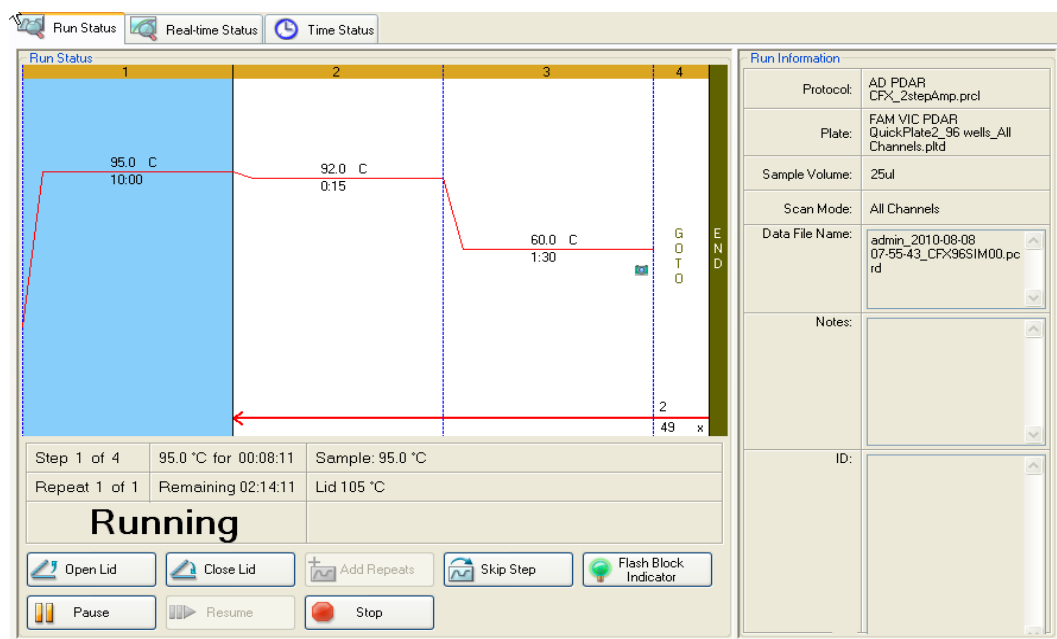 Run Status
Real-time Status
Time Status
Run Status
1
2
3
4
95.0 C
10:00
92.0 C
0:15
60.0 C
1:30
GOTO
END
2
49 x
Step 1 of 4
95.0 °C for 00:08:11
Sample: 95.0 °C
Repeat 1 of 1
Remaining 02:14:11
Lid 105 °C
Running
Open Lid
Close Lid
Add Repeats
Skip Step
Flash Block
Indicator
Pause
Resume
Stop
Run Information
Protocol:
AD PDAR
CFX_2stepAmp.prcl
Plate:
FAM VIC PDAR
QuickPlate2_96 wells_All
Channels.pltd
Sample Volume:
25ul
Scan Mode:
All Channels
Data File Name:
admin_2010-08-08
07-55-43_CFX96SIM00.pc
rd
Notes:
ID: